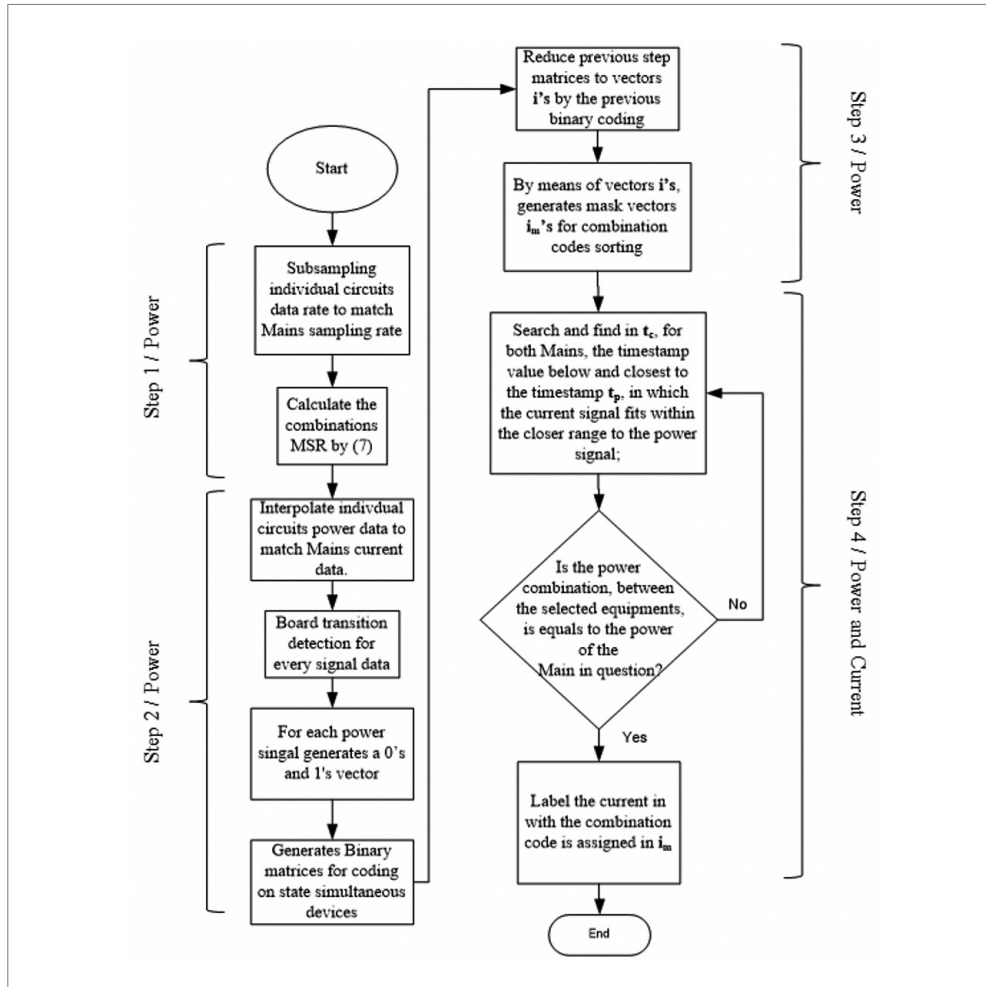 Start
Step 1 / Power
Subsampling
individual circuits
data rate to match
Mains sampling rate
Calculate the
combinations
MSR by (7)
Step 2 / Power
Interpolate indivdual
circuits power data to
match Mains current
data.
Board transition
detection for
every signal data
For each power
singal generates a 0's
and 1's vector
Generates Binary
matrices for coding
on state simultaneous
devices
Reduce previous step
matrices to vectors
i's by the previous
binary coding
Step 3 / Power
By means of vectors i's,
generates mask vectors
im's for combination
codes sorting
Search and find in tc, for
both Mains, the timestamp
value below and closest to
the timestamp tp, in which
the current signal fits within
the closer range to the power
signal;
Step 4 / Power and Current
Is the power
combination, between
the selected equipments,
is equals to the power
of the
Main in question?
No
Yes
Label the current in
with the combination
code is assigned in im
End